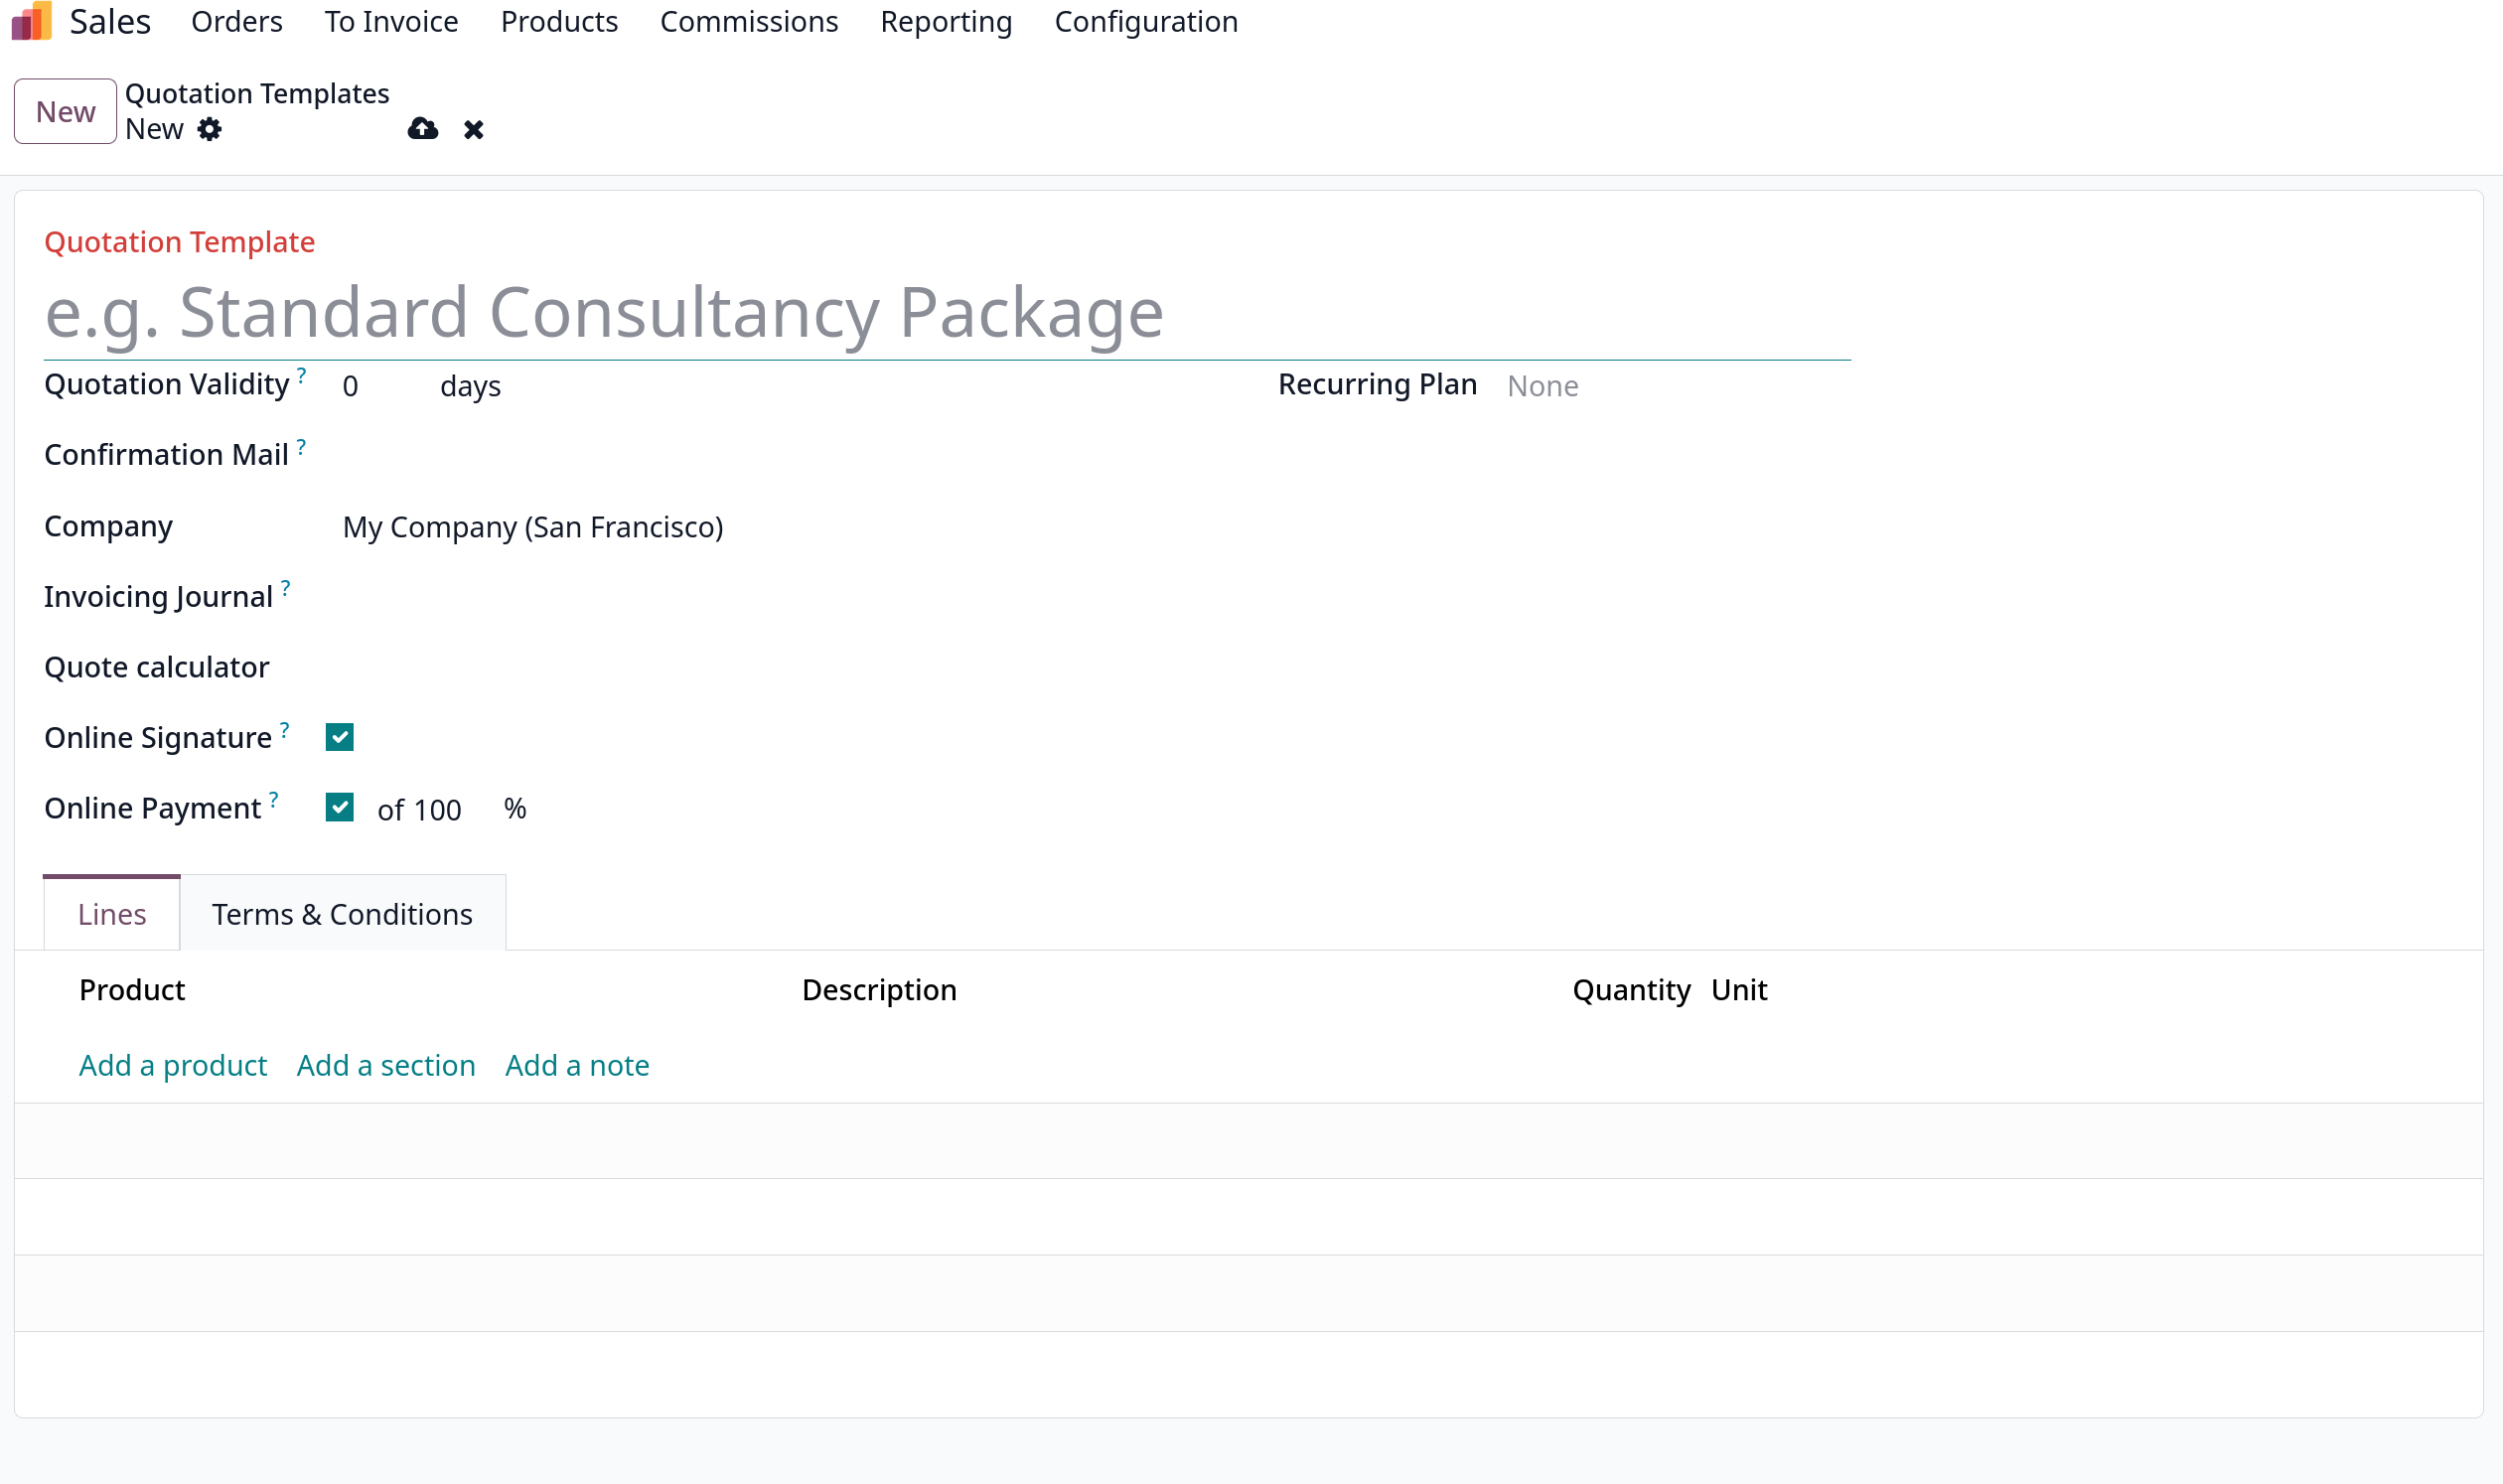 Sales Orders To Invoice Products Commissions Reporting Configuration
New
Quotation Templates
New
Quotation Template
e.g. Standard Consultancy Package
Quotation Validity ? 0 days Recurring Plan None
Confirmation Mail ?
Company My Company (San Francisco)
Invoicing Journal ?
Quote calculator
Online Signature ?
Online Payment ? of 100 %
Lines Terms & Conditions
Product Description Quantity Unit
Add a product Add a section Add a note